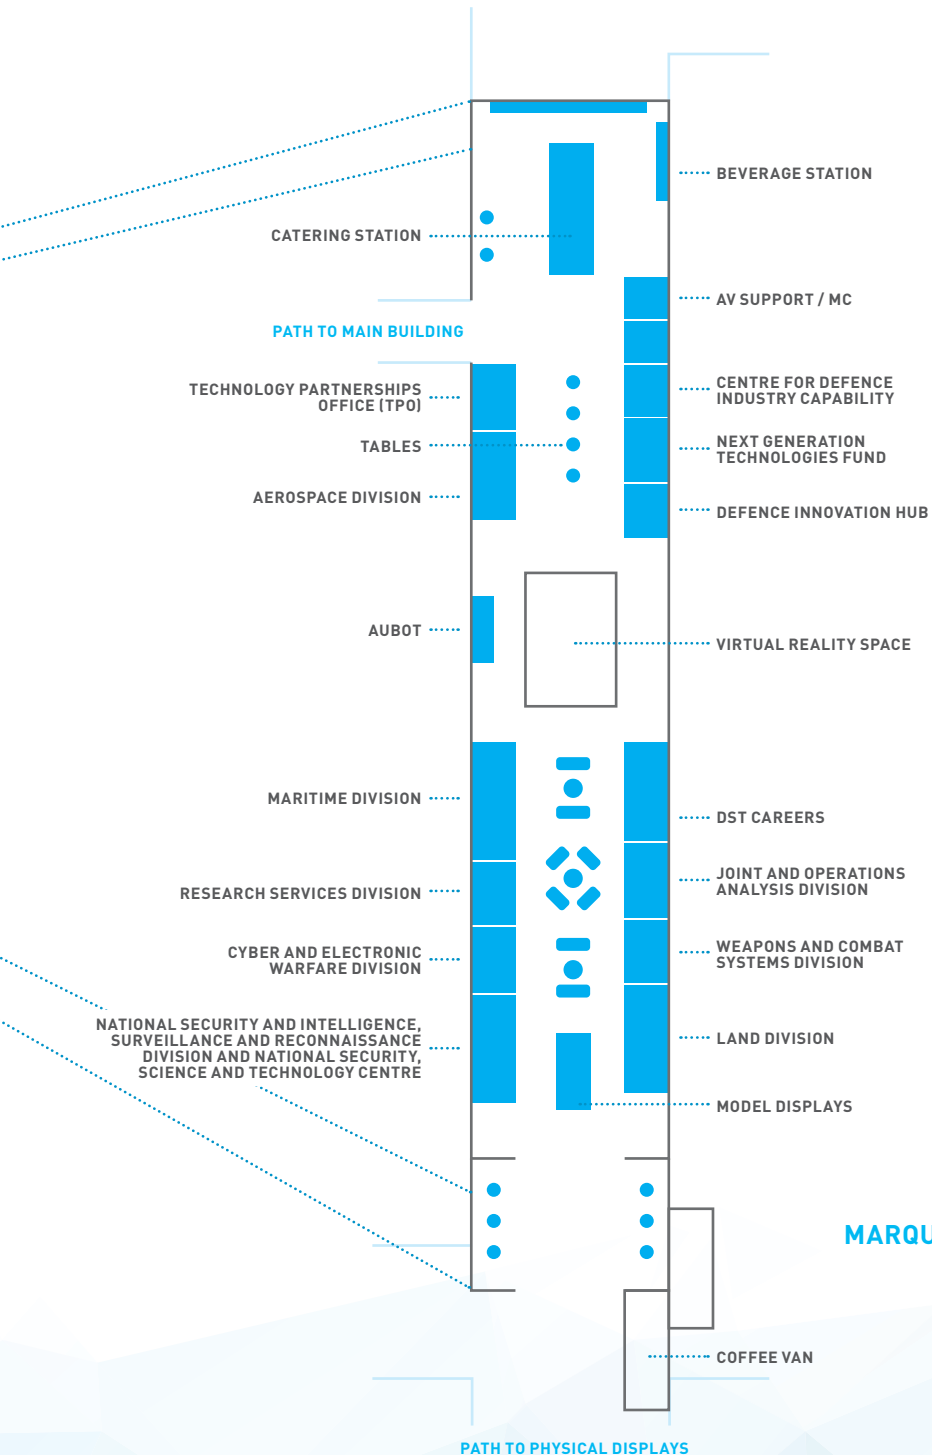 BEVERAGE STATION
CATERING STATION
AV SUPPORT / MC
PATH TO MAIN BUILDING
TECHNOLOGY PARTNERSHIPS
OFFICE (TPO)
CENTRE FOR DEFENCE
INDUSTRY CAPABILITY
TABLES
NEXT GENERATION
TECHNOLOGIES FUND
AEROSPACE DIVISION
DEFENCE INNOVATION HUB
AUBOT
VIRTUAL REALITY SPACE
MARITIME DIVISION
DST CAREERS
RESEARCH SERVICES DIVISION
JOINT AND OPERATIONS
ANALYSIS DIVISION
CYBER AND ELECTRONIC
WARFARE DIVISION
WEAPONS AND COMBAT
SYSTEMS DIVISION
NATIONAL SECURITY AND INTELLIGENCE,
SURVEILLANCE AND RECONNAISSANCE
DIVISION AND NATIONAL SECURITY,
SCIENCE AND TECHNOLOGY CENTRE
LAND DIVISION
MODEL DISPLAYS
MARQU
COFFEE VAN
PATH TO PHYSICAL DISPLAYS